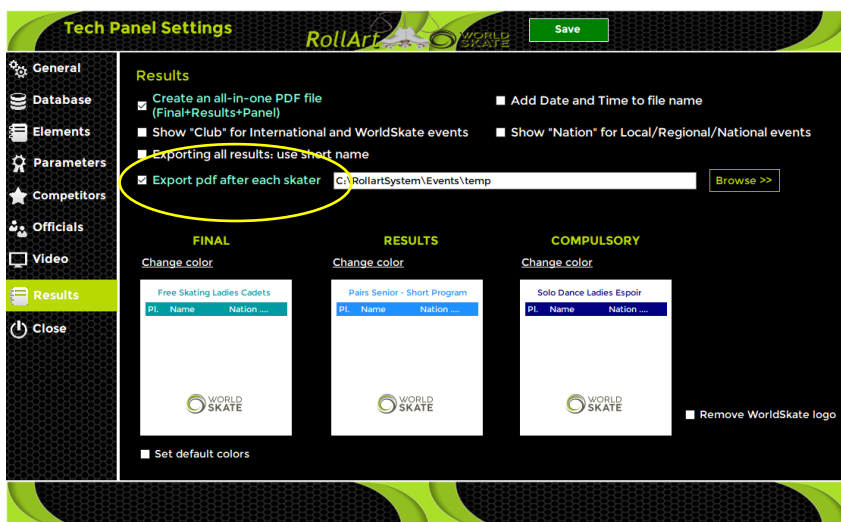 Tech Panel Settings
RollArt
WORLD
SKATE
Save
General
Database
Elements
Parameters
Competitors
Officials
Video
Results
Close
Results
Create an all-in-one PDF file
(Final+Results+Panel)
Add Date and Time to file name
Show "Club" for International and WorldSkate events
Show "Nation" for Local/Regional/National events
Exporting all results: use short name
Export pdf after each skater
C:\RollartSystem\Events\temp
Browse >>
FINAL
RESULTS
COMPULSORY
Change color
Change color
Change color
Free Skating Ladies Cadets
Pl. Name Nation ....
WORLD
SKATE
Pairs Senior - Short Program
Pl. Name Nation ....
WORLD
SKATE
Solo Dance Ladies Espoir
Pl. Name Nation ....
WORLD
SKATE
Remove WorldSkate logo
Set default colors